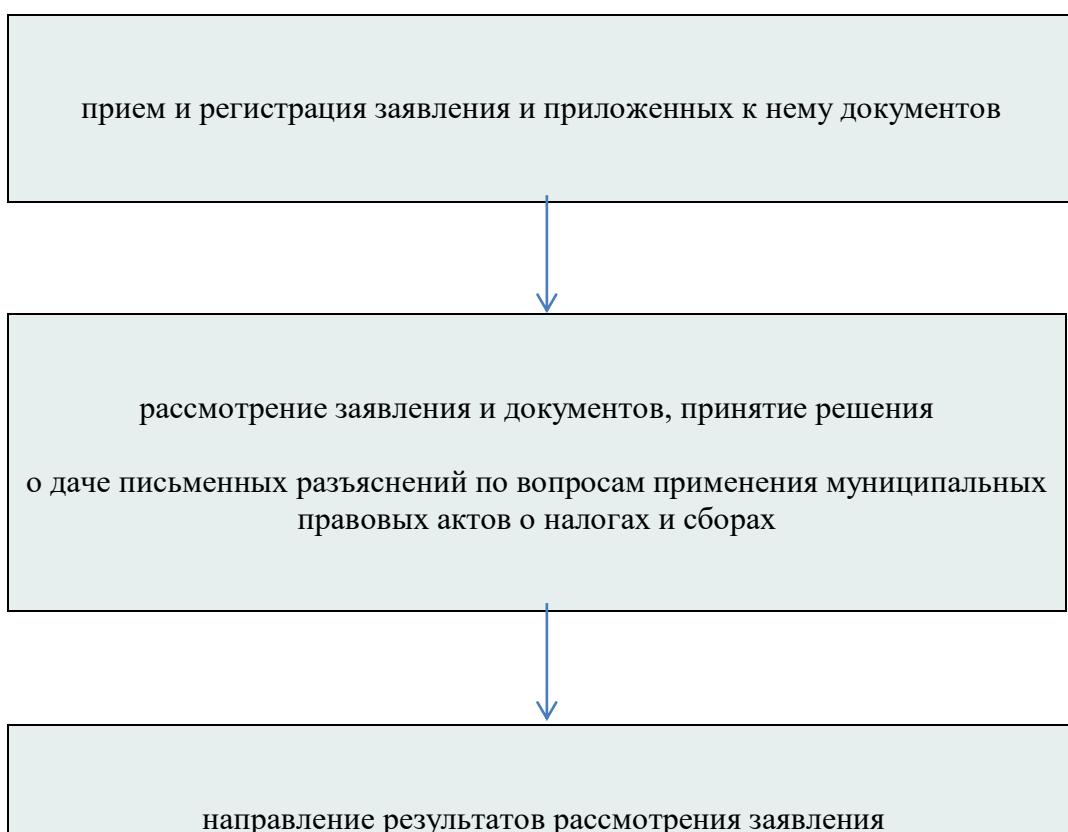 прием и регистрация заявления и приложенных к нему документов
рассмотрение заявления и документов, принятие решения
о даче письменных разъяснений по вопросам применения муниципальных
правовых актов о налогах и сборах
направление результатов рассмотрения заявления